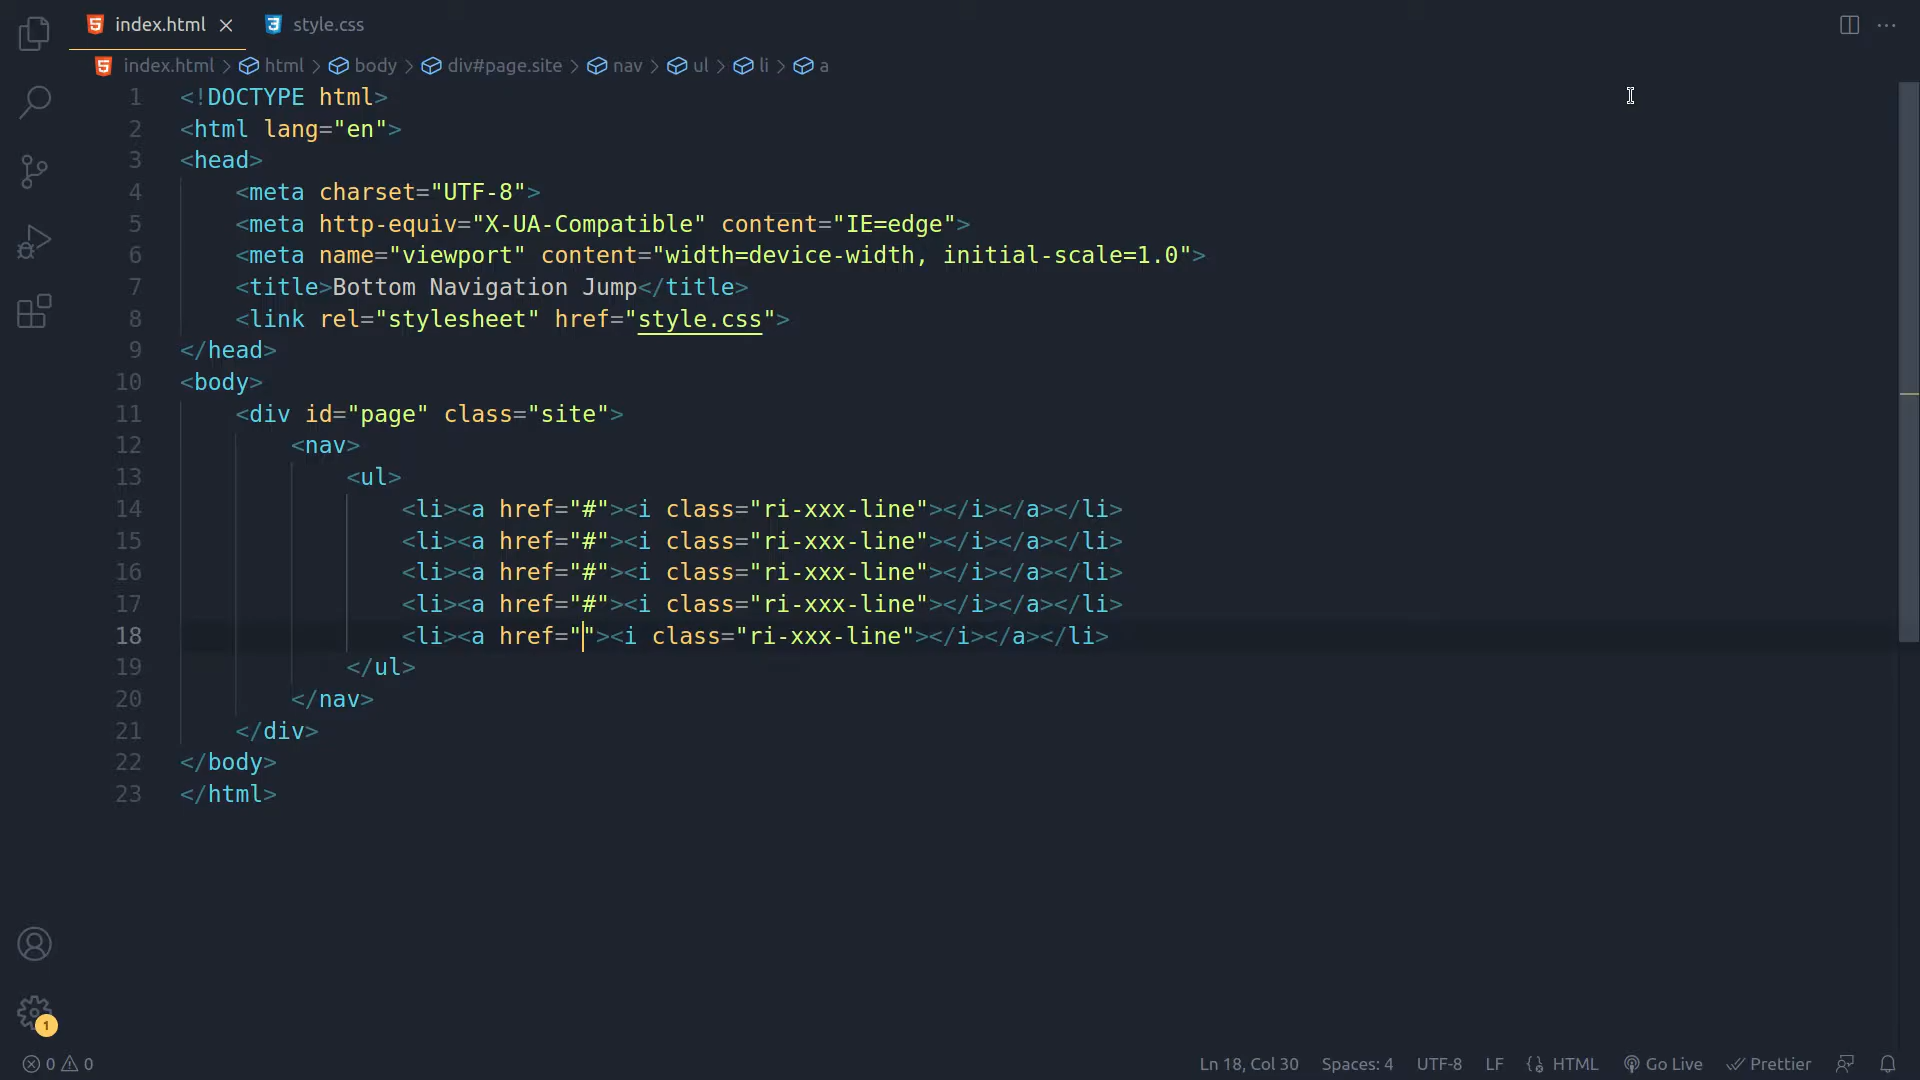 index.html
style.css
index.html > html > body > div#page.site > nav > ul > li > a
1 <!DOCTYPE html>
2 <html lang="en">
3 <head>
4     <meta charset="UTF-8">
5     <meta http-equiv="X-UA-Compatible" content="IE=edge">
6     <meta name="viewport" content="width=device-width, initial-scale=1.0">
7     <title>Bottom Navigation Jump</title>
8     <link rel="stylesheet" href="style.css">
9 </head>
10 <body>
11     <div id="page" class="site">
12         <nav>
13             <ul>
14                 <li><a href="#"><i class="ri-xxx-line"></i></a></li>
15                 <li><a href="#"><i class="ri-xxx-line"></i></a></li>
16                 <li><a href="#"><i class="ri-xxx-line"></i></a></li>
17                 <li><a href="#"><i class="ri-xxx-line"></i></a></li>
18                 <li><a href=""><i class="ri-xxx-line"></i></a></li>
19             </ul>
20         </nav>
21     </div>
22 </body>
23 </html>
1
0 0 Ln 18, Col 30 Spaces: 4 UTF-8 LF HTML Go Live Prettier